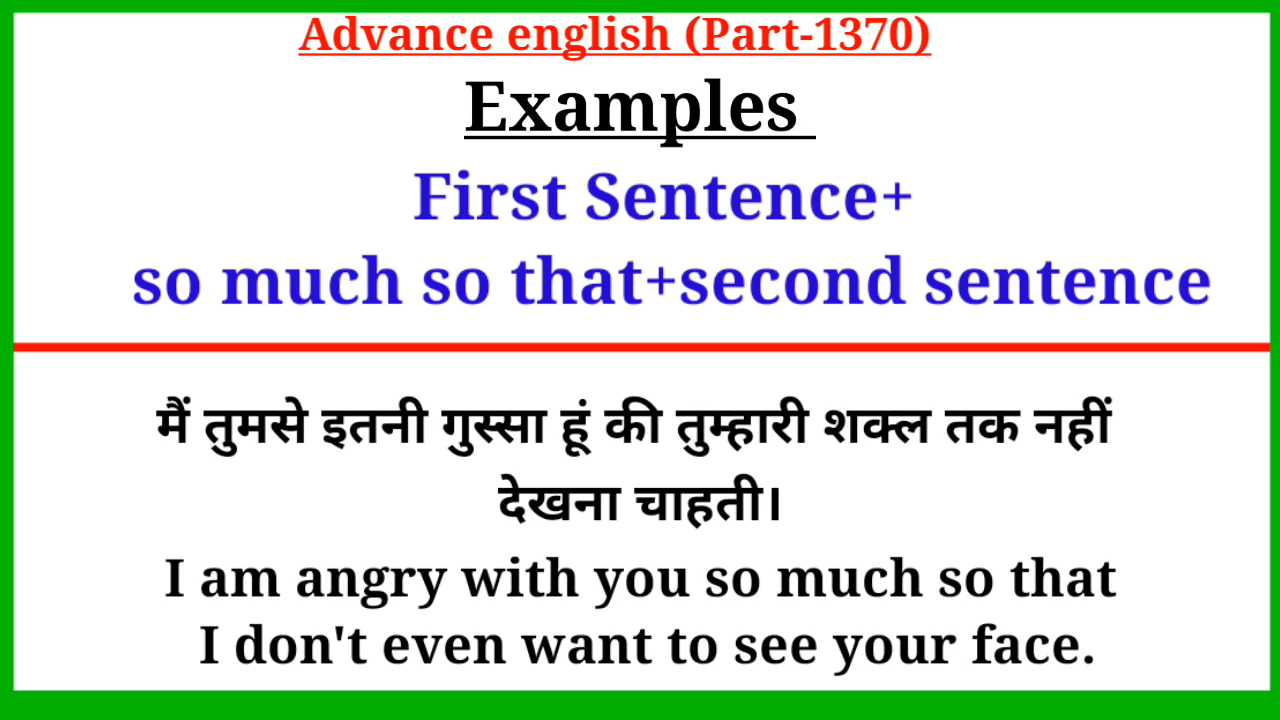 Advance english (Part-1370)
Examples
First Sentence+
so much so that+second sentence
मैं तुमसे इतनी गुस्सा हूं की तुम्हारी शक्ल तक नहीं
देखना चाहती।
I am angry with you so much so that
I don't even want to see your face.